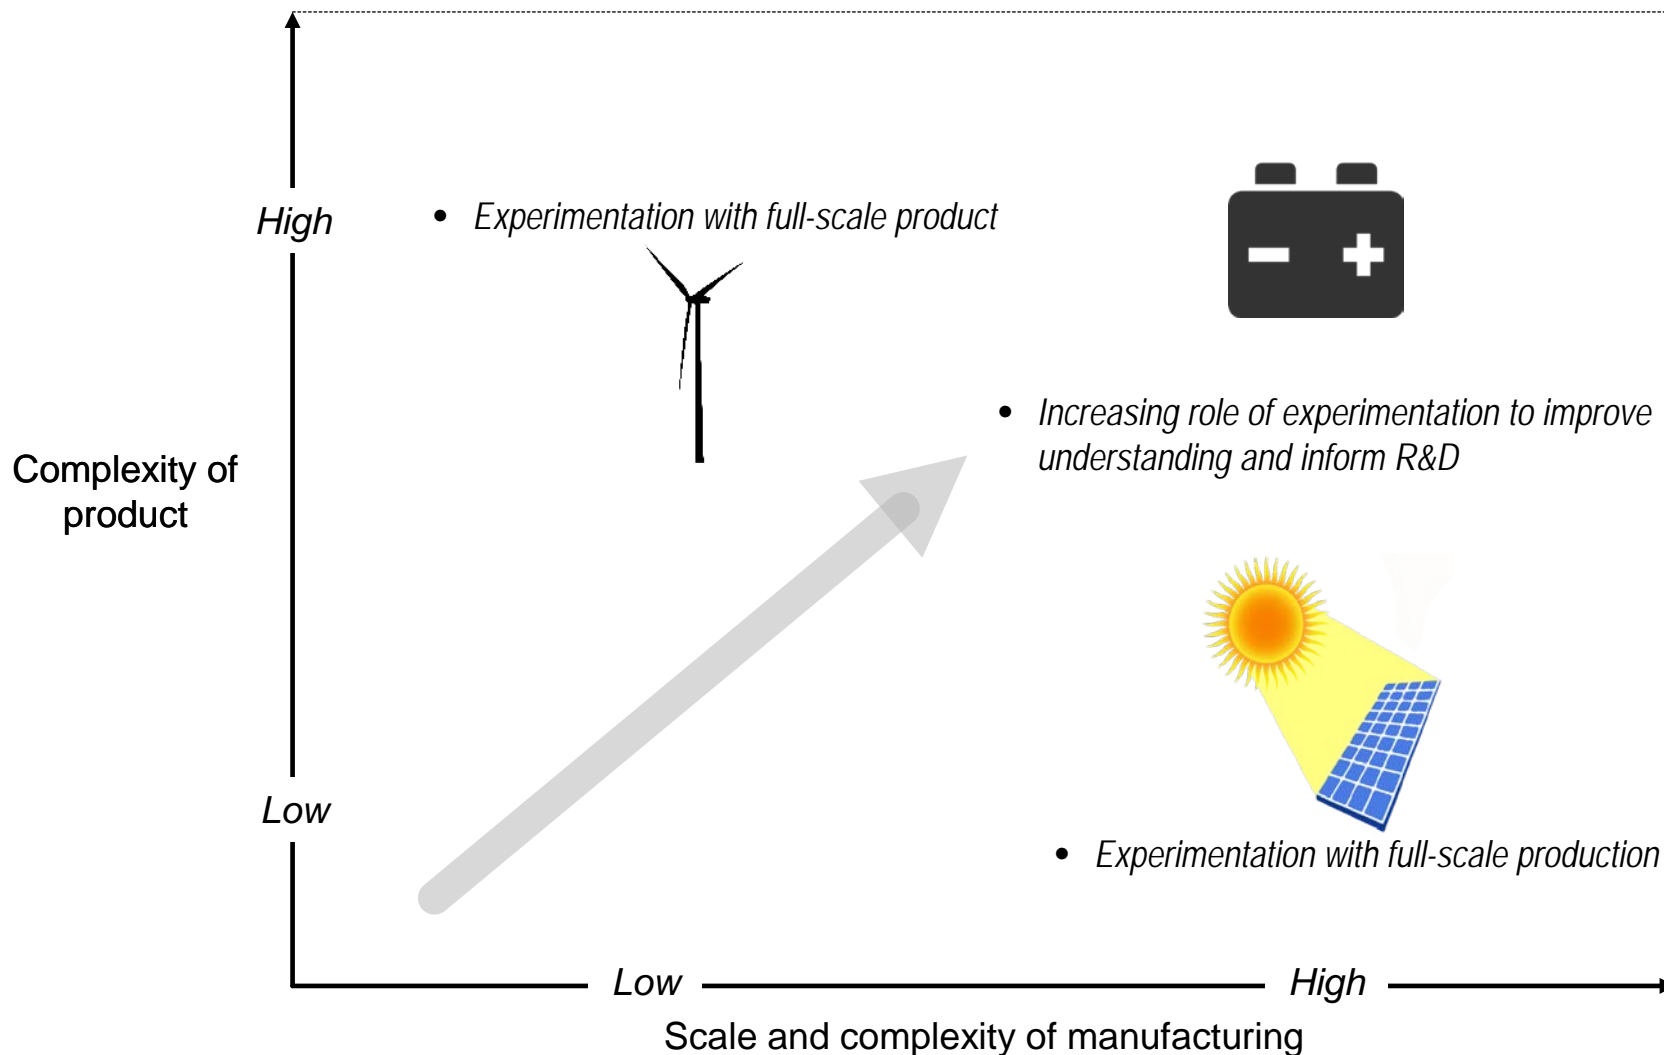 High
• Experimentation with full-scale product
• Increasing role of experimentation to improve
understanding and inform R&D
Complexity of
product
Low
• Experimentation with full-scale production
Low
High
Scale and complexity of manufacturing